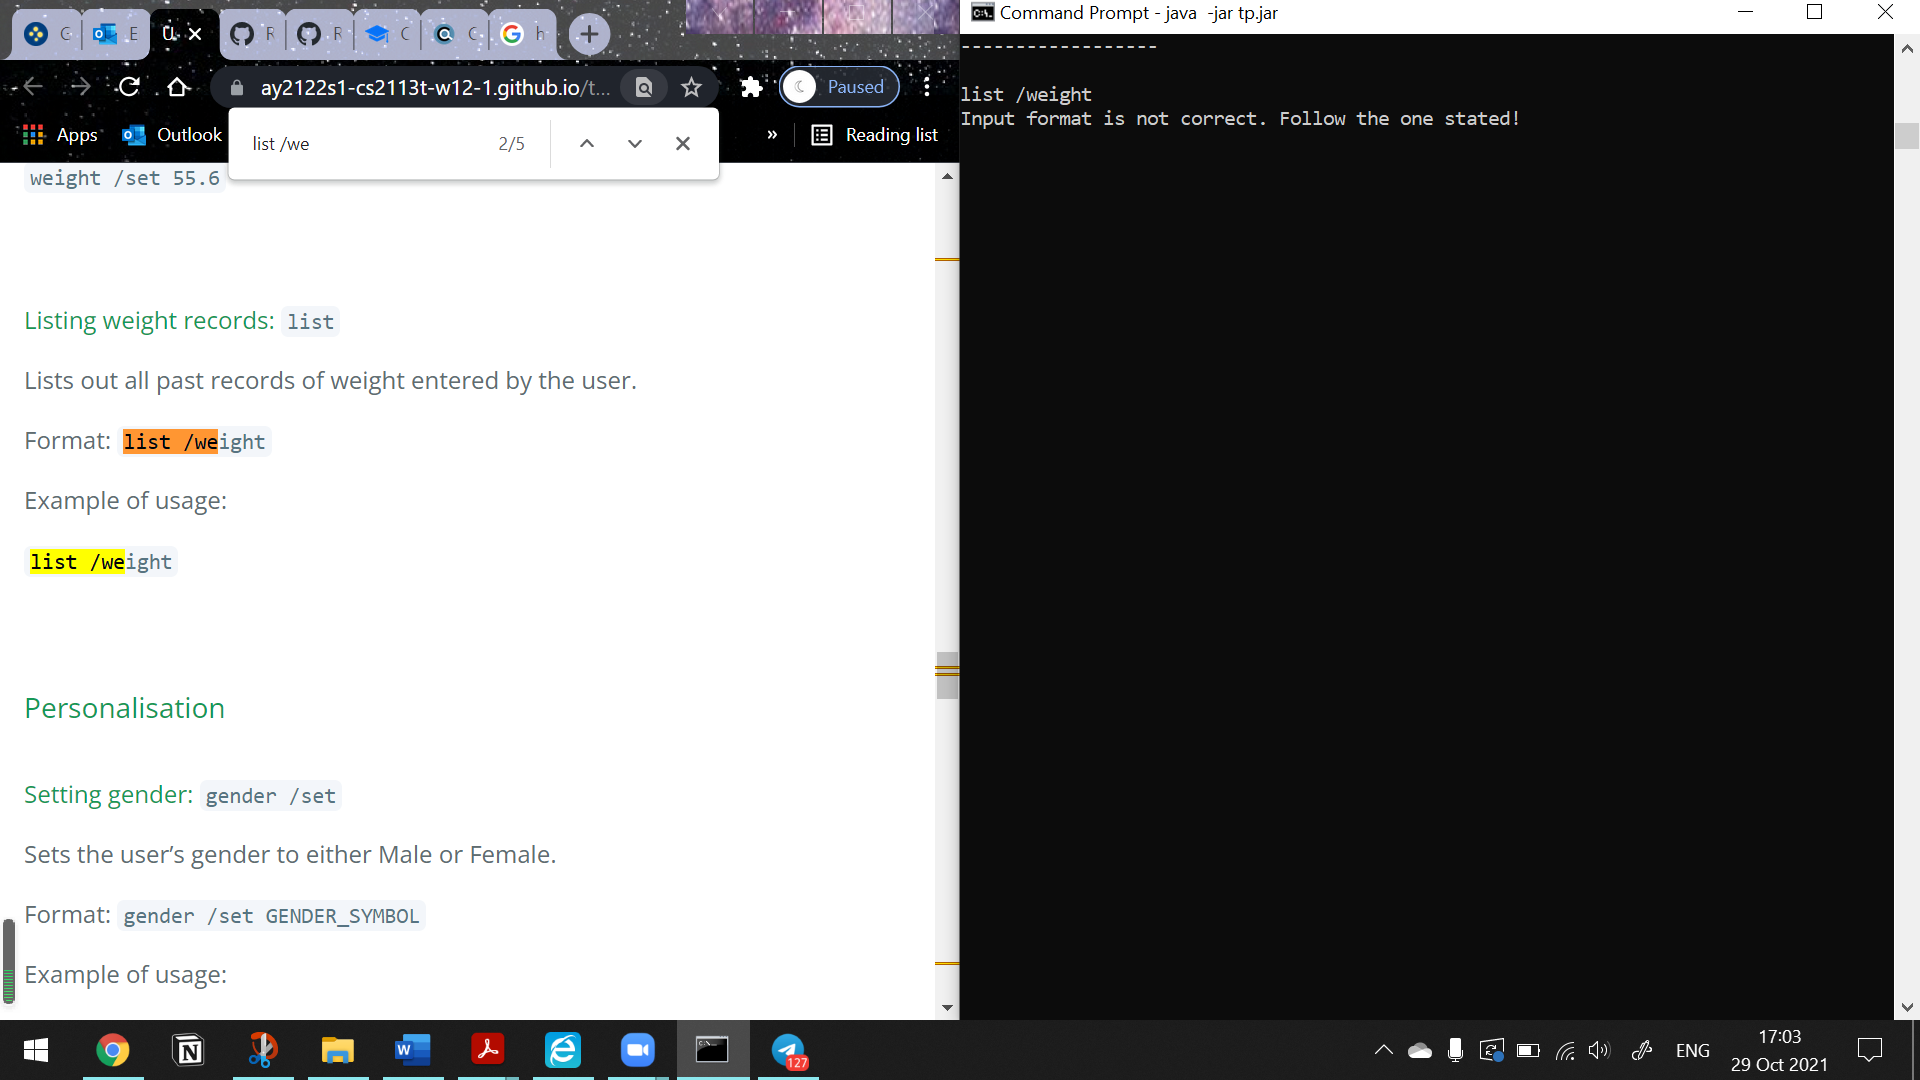 C
E
U
R
R
C
C
h
ay2122s1-cs2113t-w12-1.github.io/t...
Paused
Apps
Outlook
»
Reading list
list /we
2/5
weight /set 55.6
Listing weight records: list
Lists out all past records of weight entered by the user.
Format: list /weight
Example of usage:
list /weight
Personalisation
Setting gender: gender /set
Sets the user’s gender to either Male or Female.
Format: gender /set GENDER_SYMBOL
Example of usage:
Command Prompt - java  -jar tp.jar
------------------
list /weight
Input format is not correct. Follow the one stated!
127
ENG
17:03
29 Oct 2021